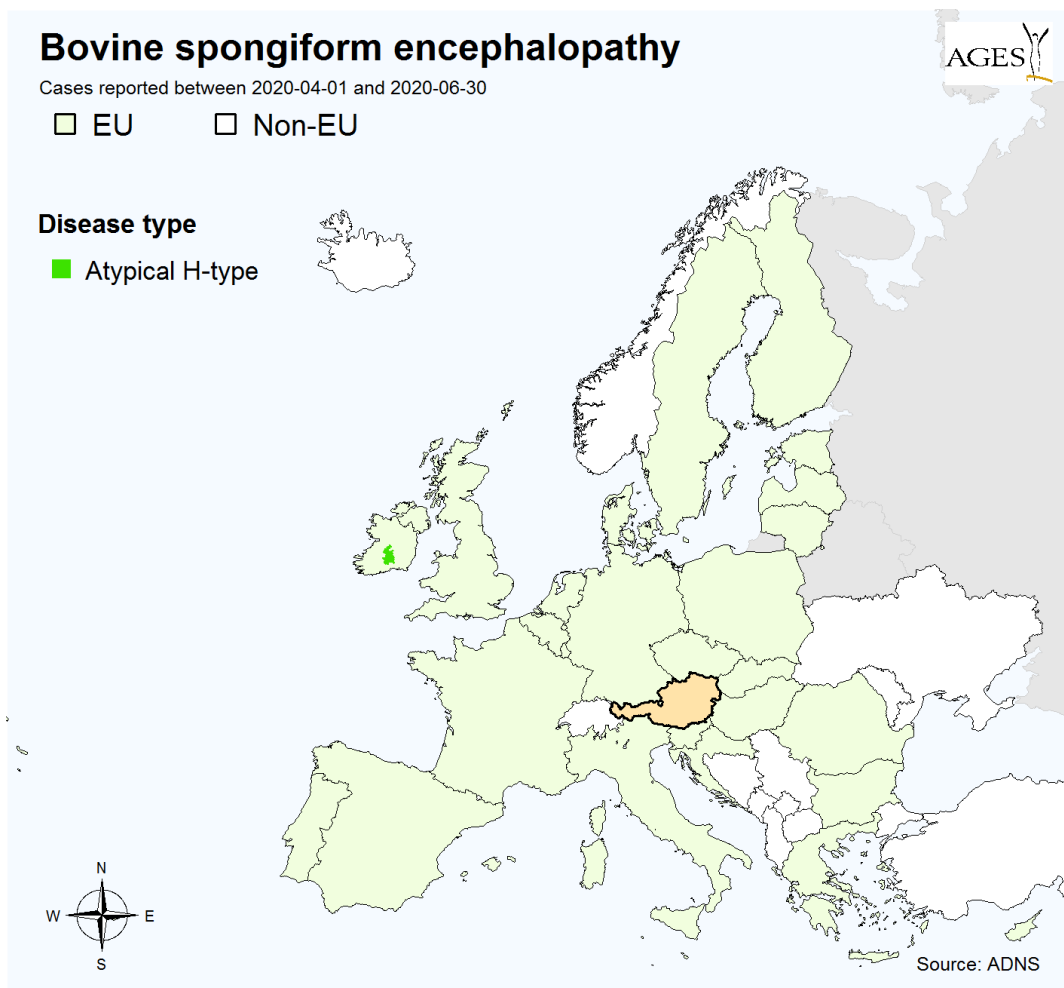 Bovine spongiform encephalopathy
AGES
Cases reported between 2020-04-01 and 2020-06-30
EU Non-EU
Disease type
Atypical H-type
N
W E
S
Source: ADNS